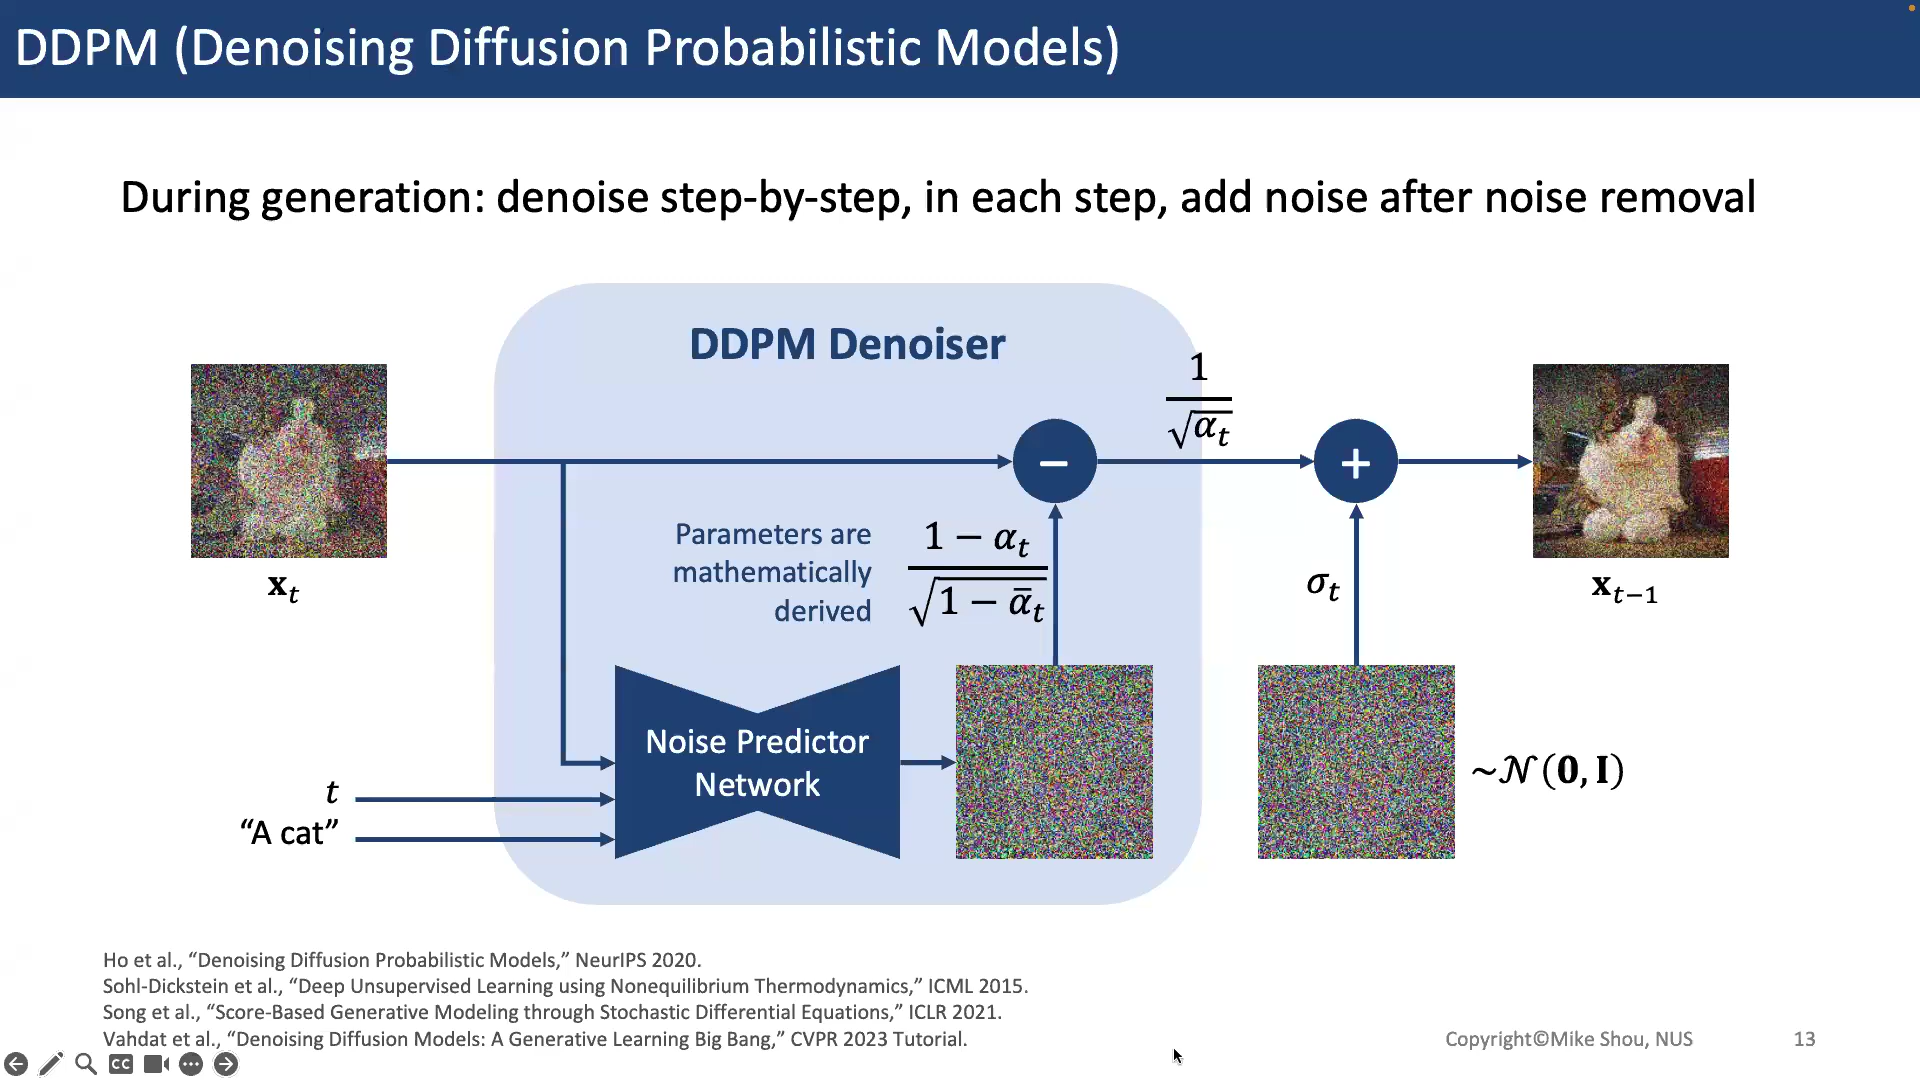 DDPM (Denoising Diffusion Probabilistic Models)
During generation: denoise step-by-step, in each step, add noise after noise removal
DDPM Denoiser
1
√α_t
−
+
Parameters are
mathematically
derived
1 − α_t
√1 − ᾱ_t
σ_t
x_t
x_{t−1}
Noise Predictor
Network
~𝒩(0, I)
t
“A cat”
Ho et al., “Denoising Diffusion Probabilistic Models,” NeurIPS 2020.
Sohl-Dickstein et al., “Deep Unsupervised Learning using Nonequilibrium Thermodynamics,” ICML 2015.
Song et al., “Score-Based Generative Modeling through Stochastic Differential Equations,” ICLR 2021.
Vahdat et al., “Denoising Diffusion Models: A Generative Learning Big Bang,” CVPR 2023 Tutorial.
Copyright©Mike Shou, NUS
13
CC